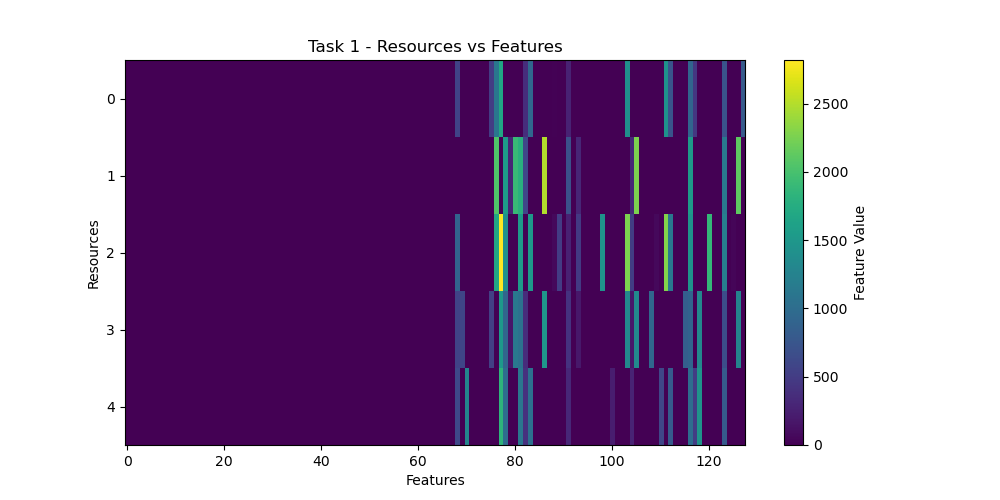 Task 1 - Resources vs Features
Resources
0
1
2
3
4
0 20 40 60 80 100 120
Features
2500
2000
1500
1000
500
0
Feature Value